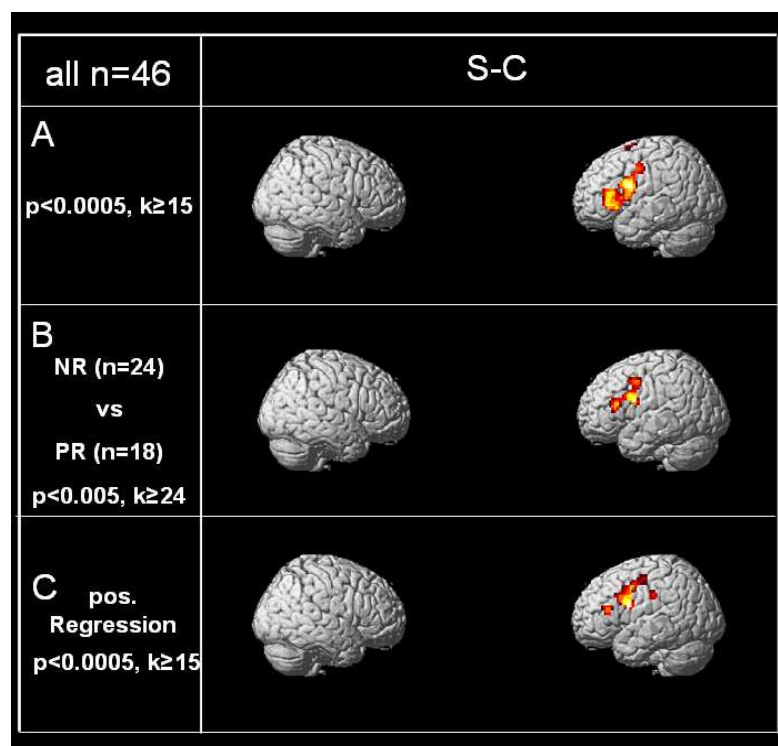 all n=46
S-C
A
p<0.0005, k≥15
B
NR (n=24)
vs
PR (n=18)
p<0.005, k≥24
C
pos.
Regression
p<0.0005, k≥15